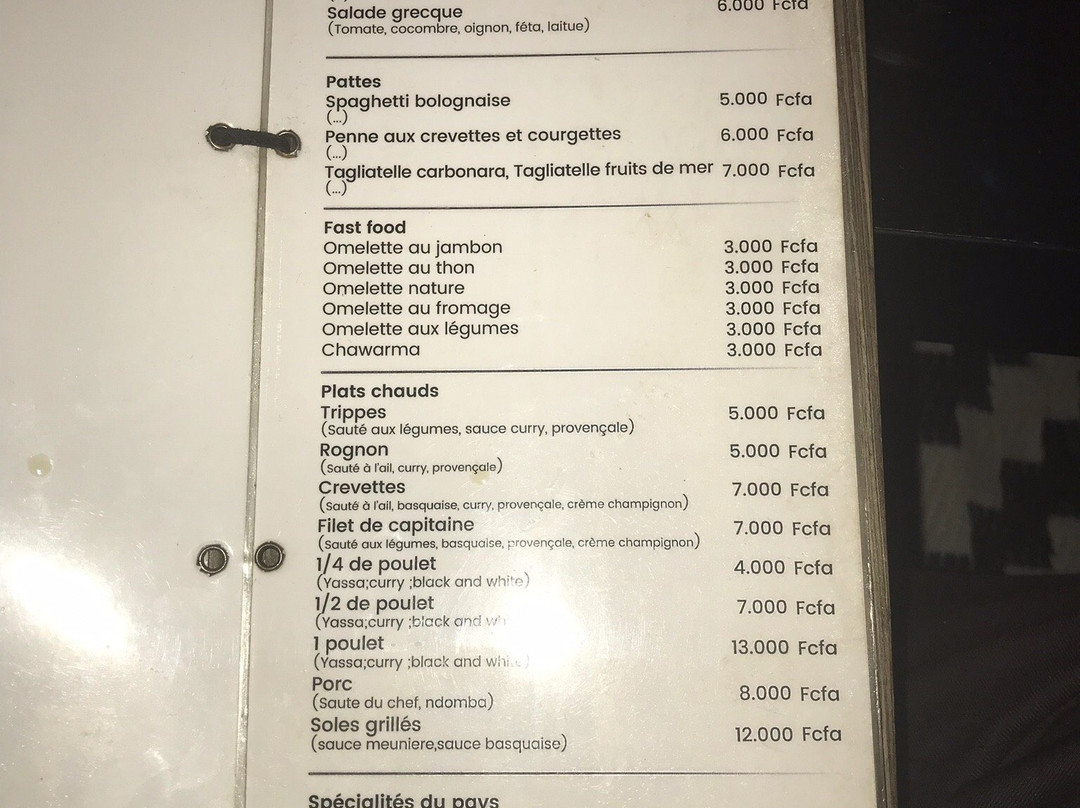 Salade grecque 6.000 Fcfa
(Tomate, cocombre, oignon, féta, laitue)
Pattes
Spaghetti bolognaise 5.000 Fcfa
(...)
Penne aux crevettes et courgettes 6.000 Fcfa
(...)
Tagliatelle carbonara, Tagliatelle fruits de mer 7.000 Fcfa
(...)
Fast food
Omelette au jambon 3.000 Fcfa
Omelette au thon 3.000 Fcfa
Omelette nature 3.000 Fcfa
Omelette au fromage 3.000 Fcfa
Omelette aux légumes 3.000 Fcfa
Chawarma 3.000 Fcfa
Plats chauds
Trippes 5.000 Fcfa
(Sauté aux légumes, sauce curry, provençale)
Rognon 5.000 Fcfa
(Sauté à l'ail, curry, provençale)
Crevettes 7.000 Fcfa
(Sauté à l'ail, basquaise, curry, provençale, crème champignon)
Filet de capitaine 7.000 Fcfa
(Sauté aux légumes, basquaise, provençale, crème champignon)
1/4 de poulet 4.000 Fcfa
(Yassa;curry ;black and white)
1/2 de poulet 7.000 Fcfa
(Yassa;curry ;black and
1 poulet 13.000 Fcfa
(Yassa;curry ;black and white)
Porc 8.000 Fcfa
(Saute du chef, ndomba)
Soles grillés 12.000 Fcfa
(sauce meuniere,sauce basquaise)
Spécialités du pays